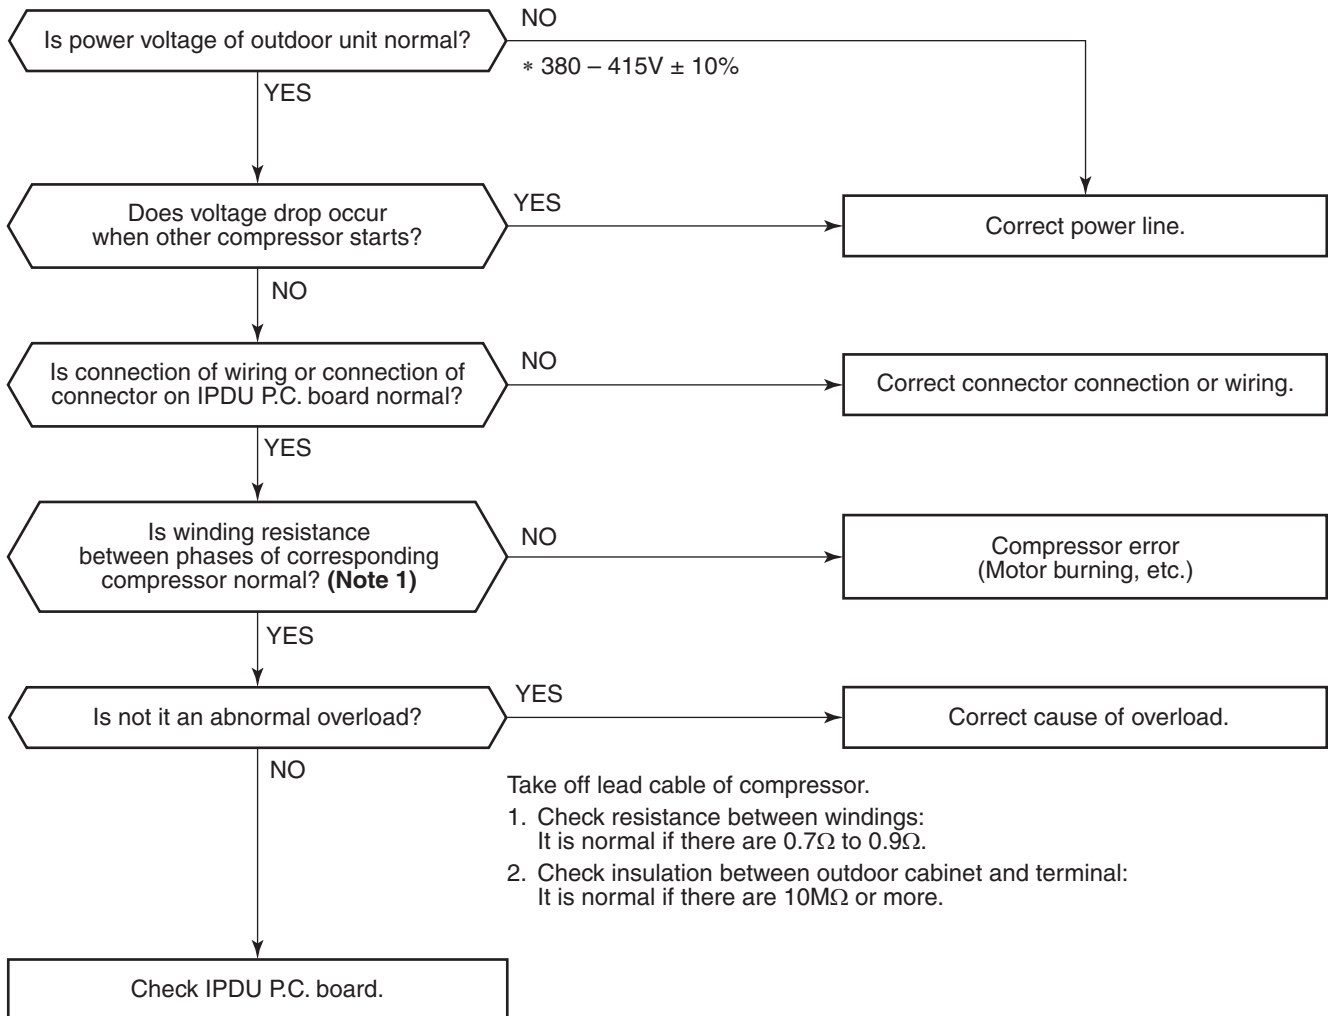 Is power voltage of outdoor unit normal?
NO
∗ 380 – 415V ± 10%
YES
Does voltage drop occur
when other compressor starts?
YES
Correct power line.
NO
Is connection of wiring or connection of
connector on IPDU P.C. board normal?
NO
Correct connector connection or wiring.
YES
Is winding resistance
between phases of corresponding
compressor normal? (Note 1)
NO
Compressor error
(Motor burning, etc.)
YES
Is not it an abnormal overload?
YES
Correct cause of overload.
NO
Take off lead cable of compressor.
1. Check resistance between windings:
It is normal if there are 0.7Ω to 0.9Ω.
2. Check insulation between outdoor cabinet and terminal:
It is normal if there are 10MΩ or more.
Check IPDU P.C. board.